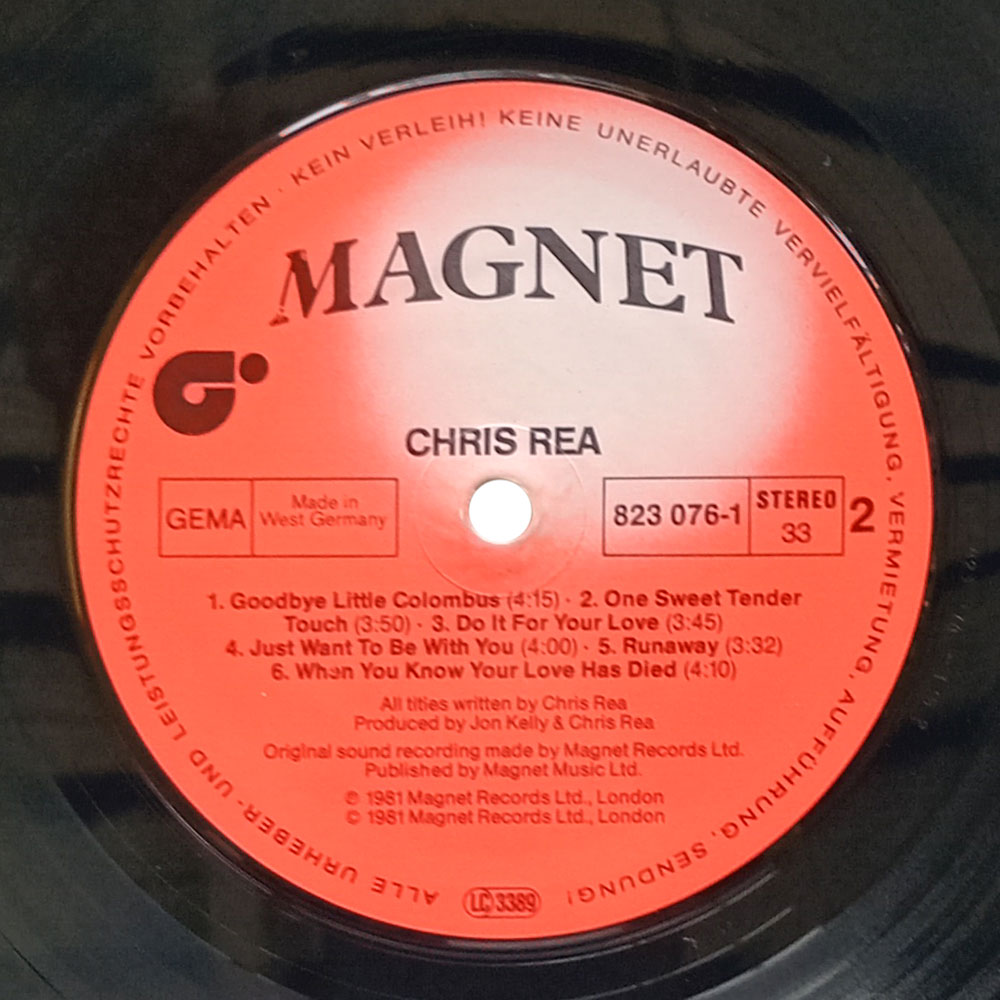 ALLE URHEBER- UND LEISTUNGSSCHUTZRECHTE VORBEHALTEN · KEIN VERLEIH! KEINE UNERLAUBTE VERVIELFÄLTIGUNG, VERMIETUNG, AUFFÜHRUNG, SENDUNG!
MAGNET
CHRIS REA
GEMA
Made in
West Germany
823 076-1
STEREO
33
2
1. Goodbye Little Colombus (4:15) · 2. One Sweet Tender
Touch (3:50) · 3. Do It For Your Love (3:45)
4. Just Want To Be With You (4:00) · 5. Runaway (3:32)
6. When You Know Your Love Has Died (4:10)
All titles written by Chris Rea
Produced by Jon Kelly & Chris Rea
Original sound recording made by Magnet Records Ltd.
Published by Magnet Music Ltd.
℗ 1981 Magnet Records Ltd., London
© 1981 Magnet Records Ltd., London
LC 3389